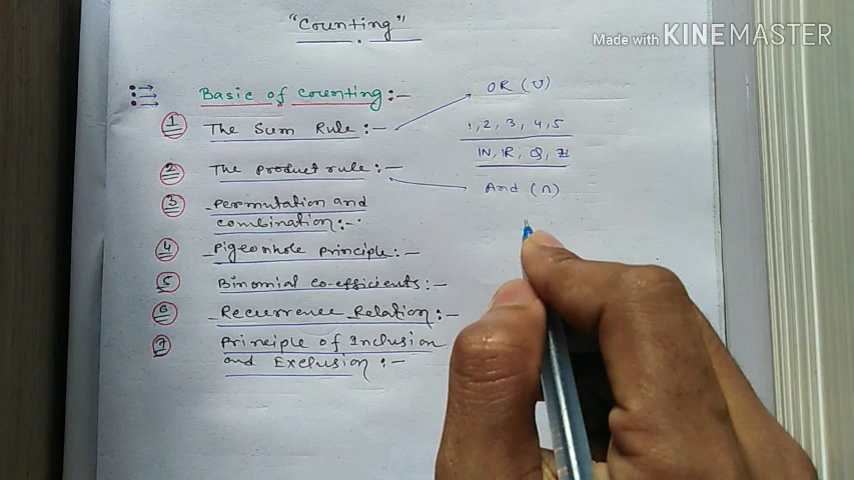 "Counting"
Made with KINEMASTER
Basic of Counting:-
OR (U)
1 The Sum Rule:-
1, 2, 3, 4, 5
IN, IR, Q, Z
2 The product rule:-
And (∩)
3 Permutation and
combination:-
4 Pigeonhole principle:-
5 Binomial co-efficients:-
6 Recurrence Relation:-
7 Principle of Inclusion
and Exclusion:-